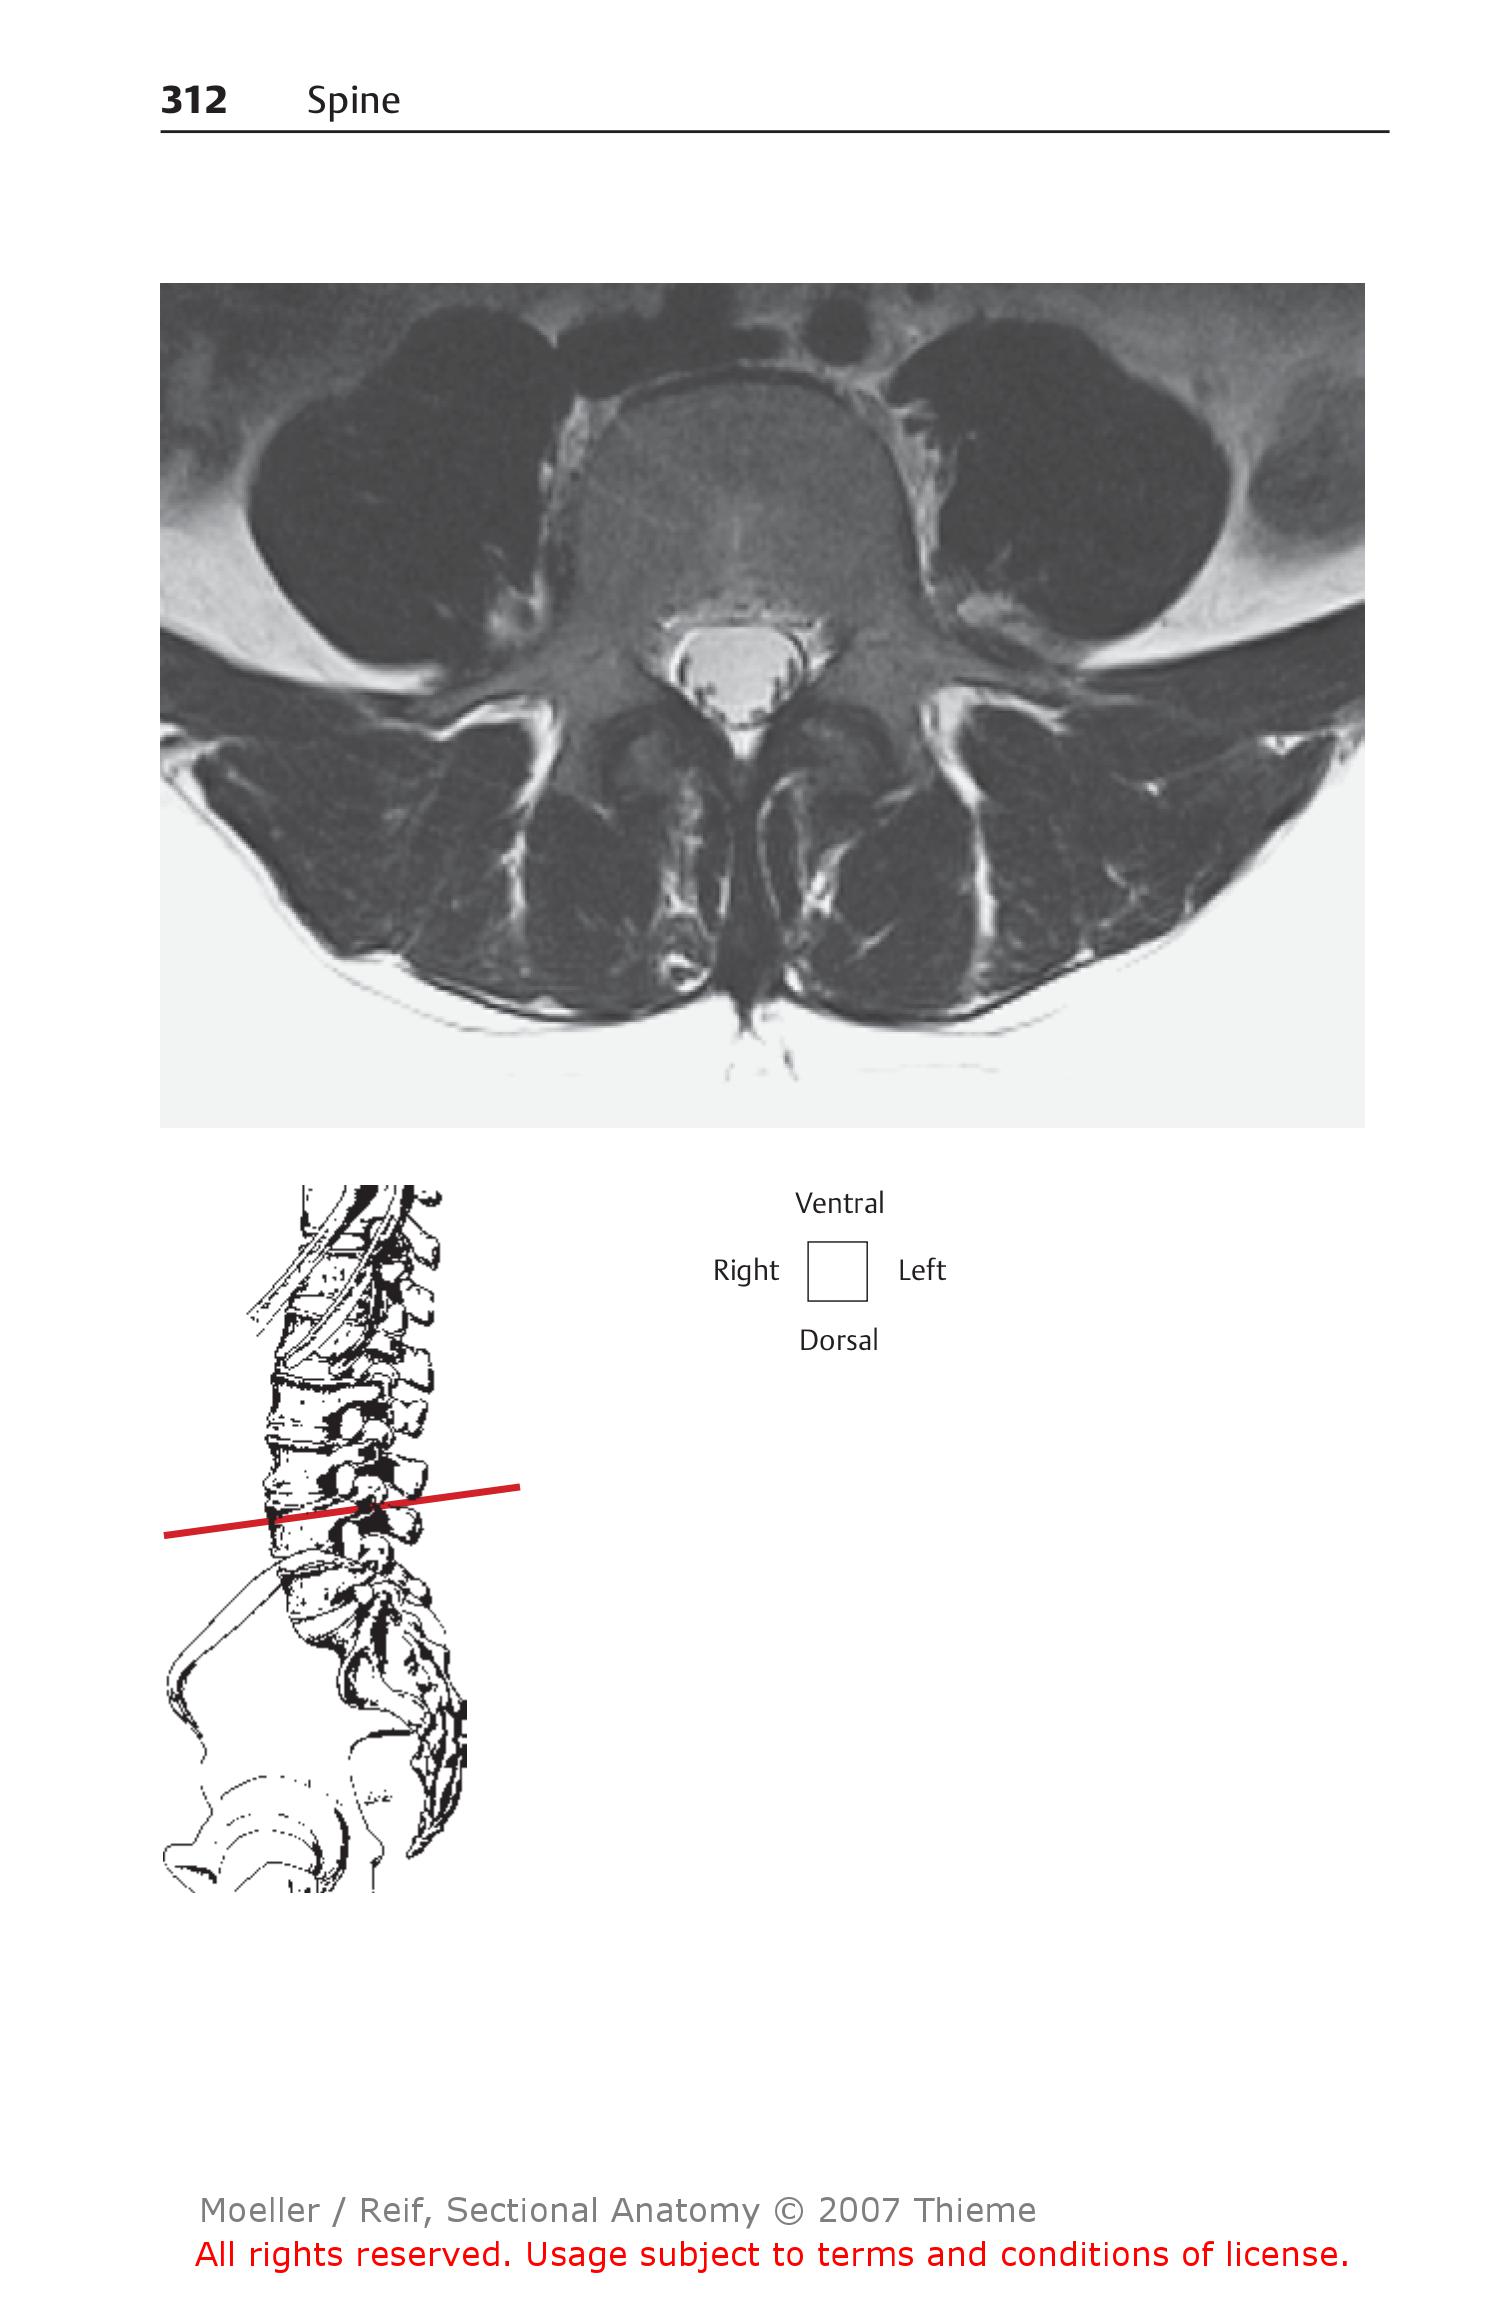 312 Spine
Ventral
Right Left
Dorsal
Moeller / Reif, Sectional Anatomy © 2007 Thieme
All rights reserved. Usage subject to terms and conditions of license.